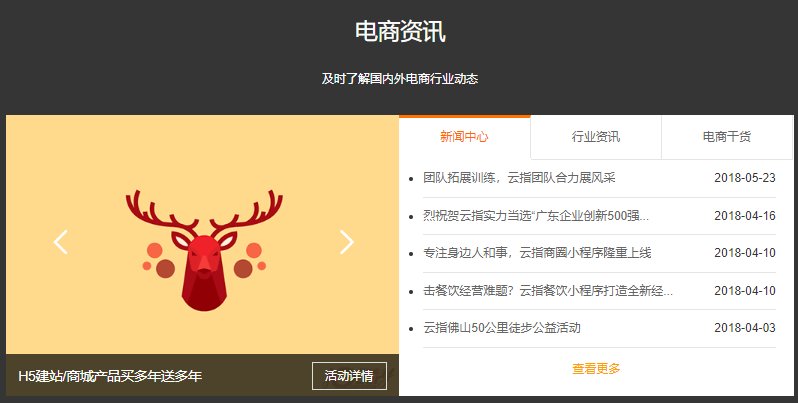 电商资讯
及时了解国内外电商行业动态
新闻中心 行业资讯 电商干货
团队拓展训练，云指团队合力展风采 2018-05-23
烈祝贺云指实力当选“广东企业创新500强... 2018-04-16
专注身边人和事，云指商圈小程序隆重上线 2018-04-10
击餐饮经营难题？云指餐饮小程序打造全新经... 2018-04-10
云指佛山50公里徒步公益活动 2018-04-03
H5建站/商城产品买多年送多年 活动详情
查看更多